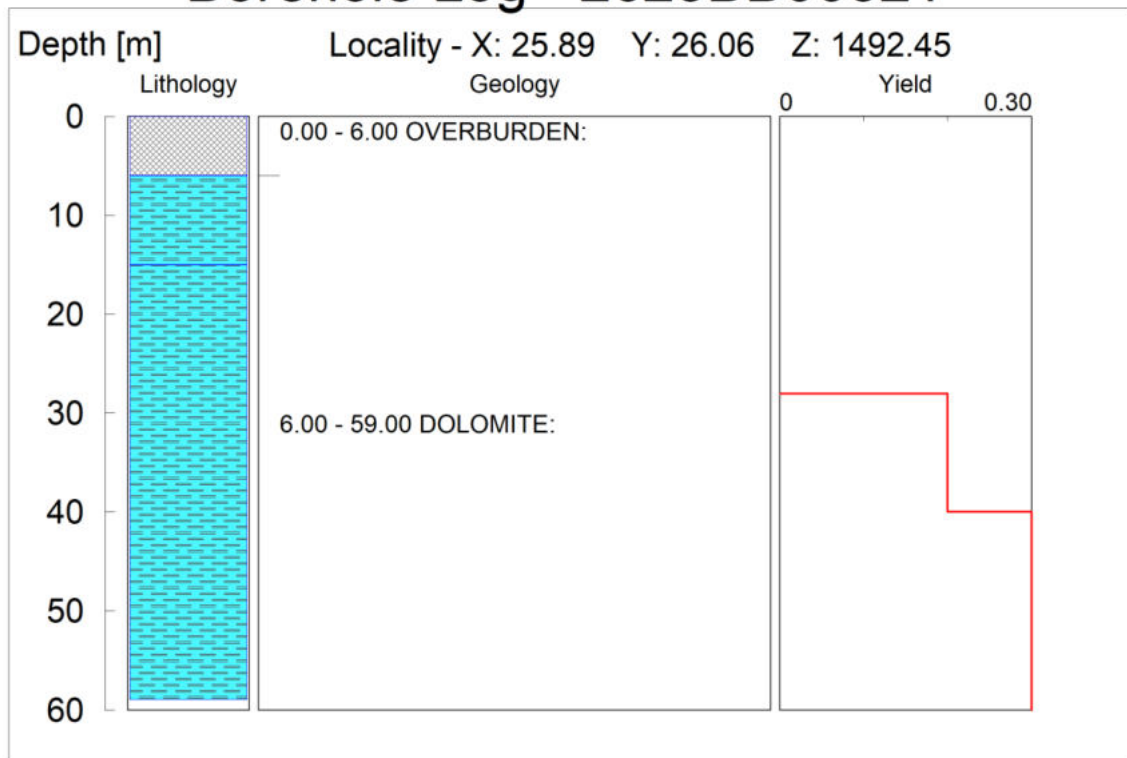 Depth [m] Locality - X: 25.89 Y: 26.06 Z: 1492.45
Lithology Geology Yield
0 0.30
0
0.00 - 6.00 OVERBURDEN:
10
20
30
6.00 - 59.00 DOLOMITE:
40
50
60